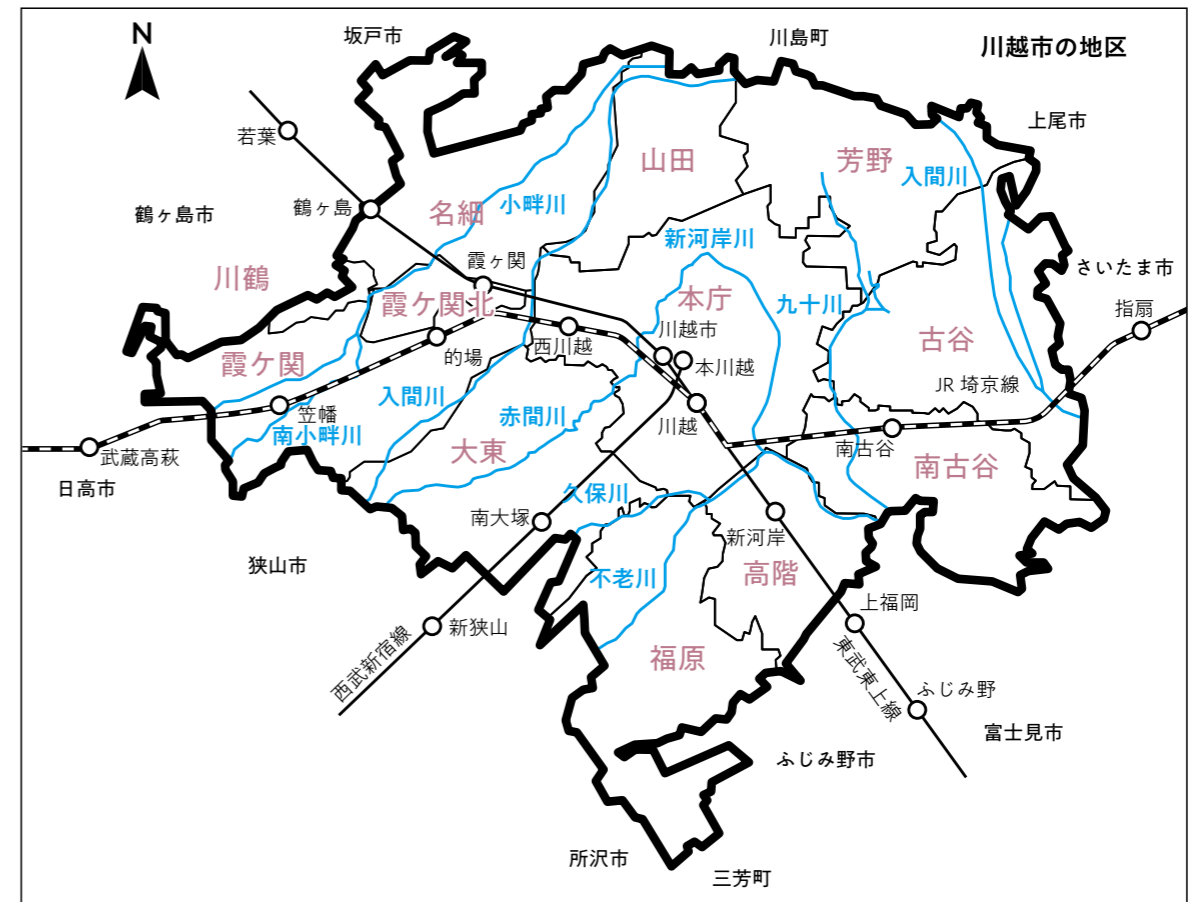 N
坂戸市
川島町
川越市の地区
上尾市
若葉
山田
芳野
入間川
鶴ヶ島市
鶴ヶ島
名細
小畔川
新河岸川
さいたま市
川鶴
霞ヶ関
霞ケ関北
本庁
九十川
指扇
霞ケ関
的場
西川越
川越市
本川越
古谷
JR 埼京線
笠幡
入間川
赤間川
川越
南小畔川
武蔵高萩
大東
南古谷
南古谷
日高市
久保川
南大塚
新河岸
狭山市
不老川
高階
上福岡
新狭山
福原
西武新宿線
東武東上線
ふじみ野
富士見市
ふじみ野市
所沢市
三芳町